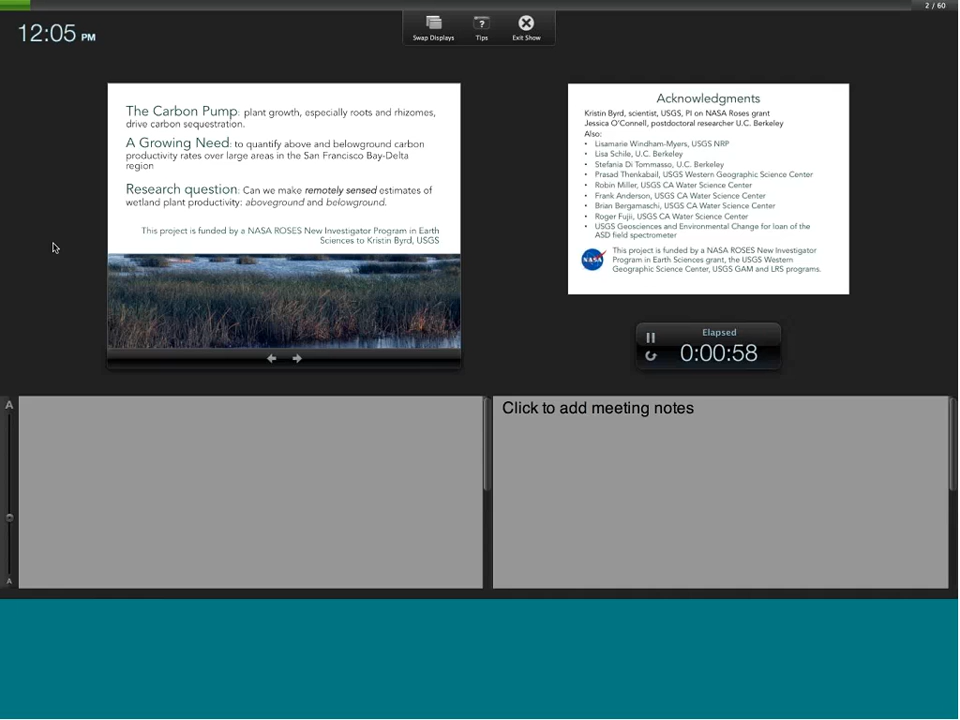 2 / 60
12:05 PM
Swap Displays
Tips
Exit Show
The Carbon Pump: plant growth, especially roots and rhizomes,
drive carbon sequestration.
A Growing Need: to quantify above and belowground carbon
productivity rates over large areas in the San Francisco Bay-Delta
region
Research question: Can we make remotely sensed estimates of
wetland plant productivity: aboveground and belowground.
This project is funded by a NASA ROSES New Investigator Program in Earth
Sciences to Kristin Byrd, USGS
Acknowledgments
Kristin Byrd, scientist, USGS, PI on NASA Roses grant
Jessica O'Connell, postdoctoral researcher U.C. Berkeley
Also:
• Lisamarie Windham-Myers, USGS NRP
• Lisa Schile, U.C. Berkeley
• Stefania Di Tommasso, U.C. Berkeley
• Prasad Thenkabail, USGS Western Geographic Science Center
• Robin Miller, USGS CA Water Science Center
• Frank Anderson, USGS CA Water Science Center
• Brian Bergamaschi, USGS CA Water Science Center
• Roger Fujii, USGS CA Water Science Center
• USGS Geosciences and Environmental Change for loan of the
ASD field spectrometer
NASA
This project is funded by a NASA ROSES New Investigator
Program in Earth Sciences grant, the USGS Western
Geographic Science Center, USGS GAM and LRS programs.
Elapsed
0:00:58
A
A
Click to add meeting notes